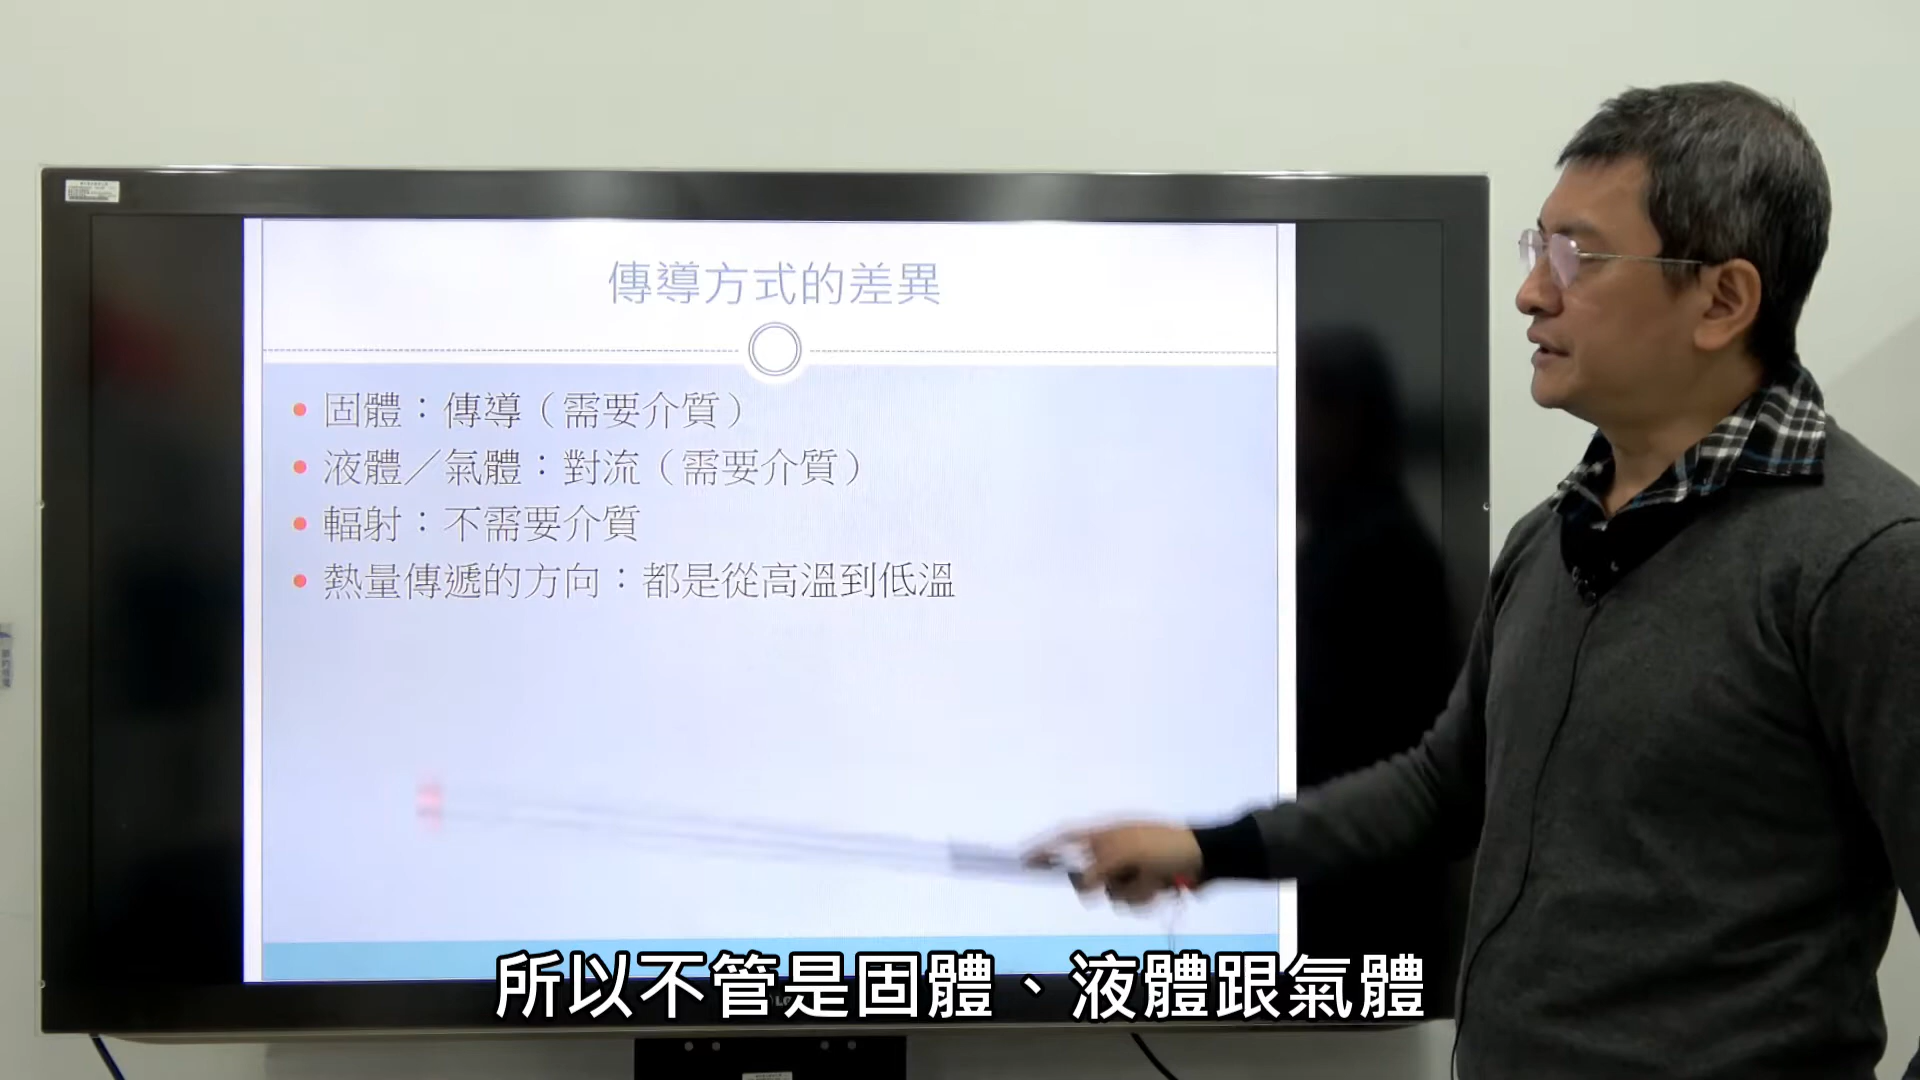 傳導方式的差異
固體：傳導（需要介質）
液體／氣體：對流（需要介質）
輻射：不需要介質
熱量傳遞的方向：都是從高溫到低溫
所以不管是固體、液體跟氣體